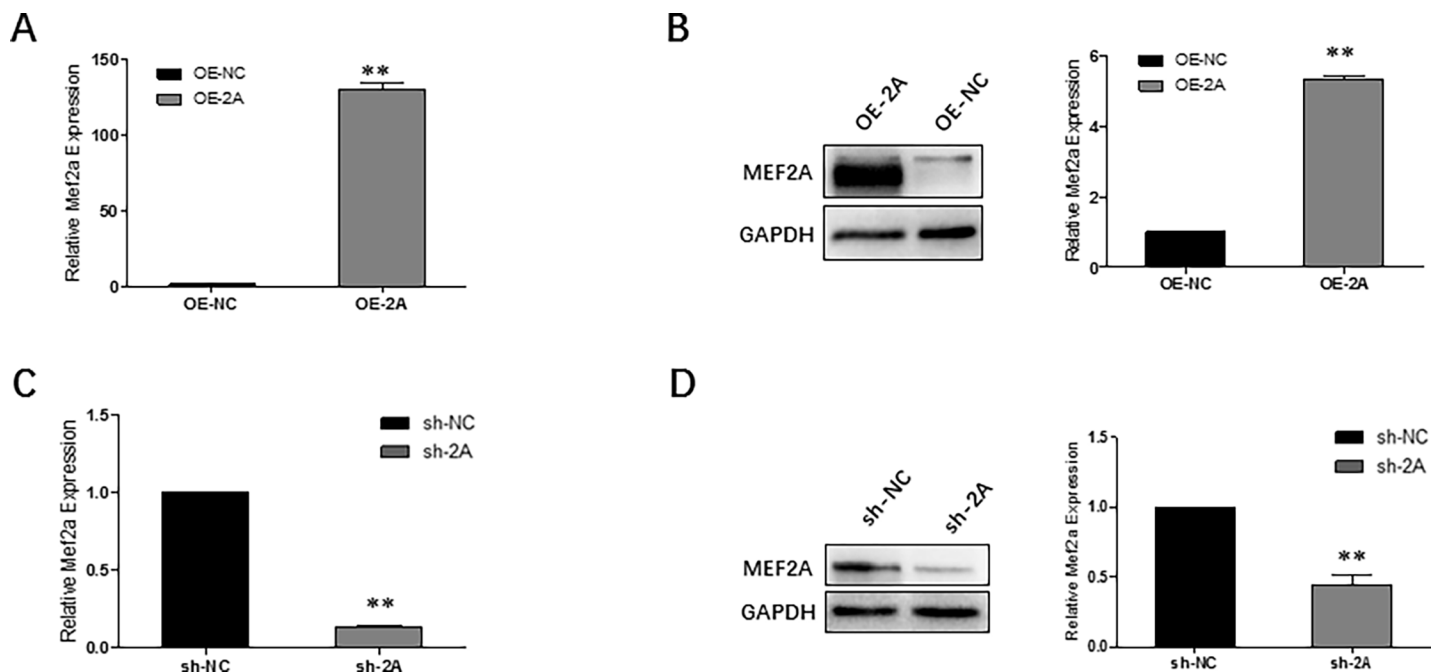 A
Relative Mef2a Expression
150
100
50
0
OE-NC
OE-2A
**
OE-NC
OE-2A
B
OE-2A
OE-NC
MEF2A
GAPDH
Relative Mef2a Expression
6
4
2
0
OE-NC
OE-2A
**
OE-NC
OE-2A
C
Relative Mef2a Expression
1.5
1.0
0.5
0.0
sh-NC
sh-2A
**
sh-NC
sh-2A
D
sh-NC
sh-2A
MEF2A
GAPDH
Relative Mef2a Expression
1.5
1.0
0.5
0.0
sh-NC
sh-2A
**
sh-NC
sh-2A